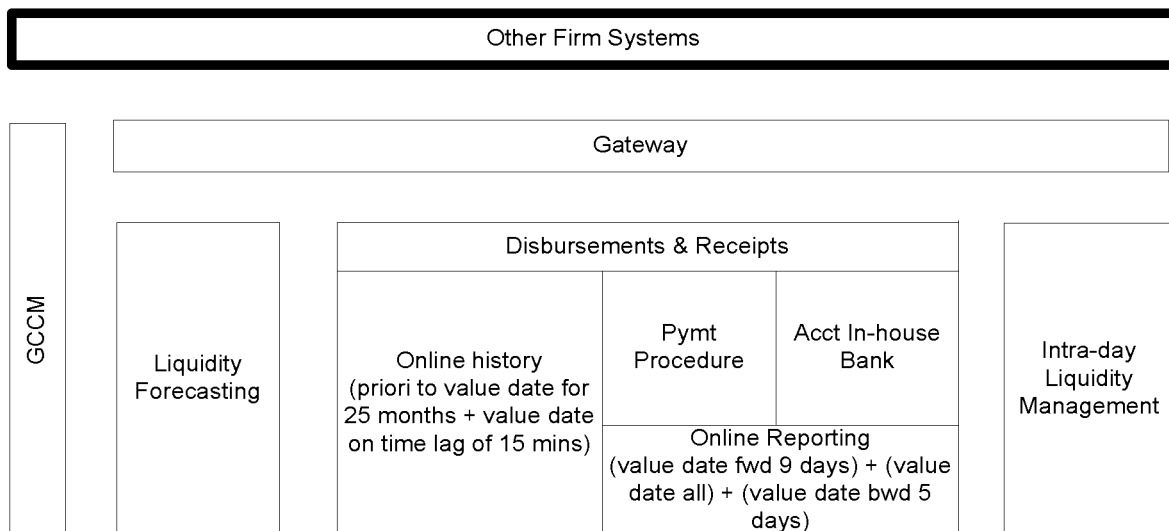 Other Firm Systems
Gateway
GCCM
Liquidity
Forecasting
Disbursements & Receipts
Online history
(priori to value date for
25 months + value date
on time lag of 15 mins)
Pymt
Procedure
Acct In-house
Bank
Online Reporting
(value date fwd 9 days) + (value
date all) + (value date bwd 5
days)
Intra-day
Liquidity
Management